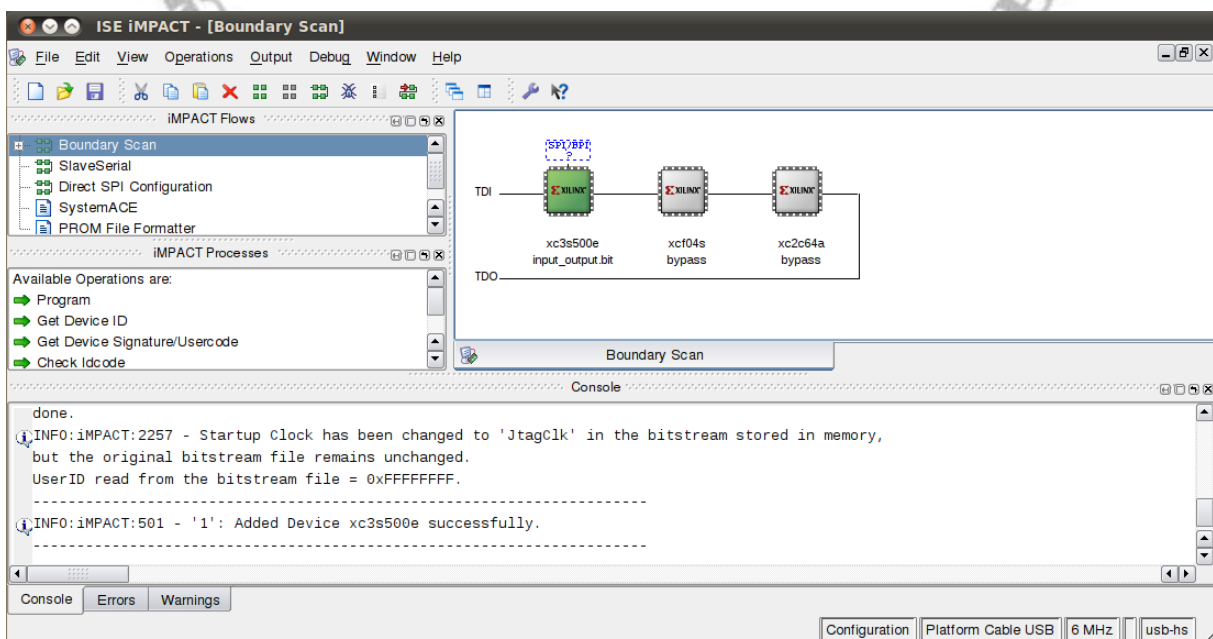 ISE iMPACT - [Boundary Scan]
File Edit View Operations Output Debug Window Help
iMPACT Flows
Boundary Scan
SlaveSerial
Direct SPI Configuration
SystemACE
PROM File Formatter
iMPACT Processes
Available Operations are:
Program
Get Device ID
Get Device Signature/Usercode
Check Idcode
SPI/BPI
?
TDI
XILINX XILINX XILINX
xc3s500e xcf04s xc2c64a
input_output.bit bypass bypass
TDO
Boundary Scan
Console
done.
INFO:iMPACT:2257 - Startup Clock has been changed to 'JtagClk' in the bitstream stored in memory,
but the original bitstream file remains unchanged.
UserID read from the bitstream file = 0xFFFFFFFF.
----------------------------------------------------------------------
INFO:iMPACT:501 - '1': Added Device xc3s500e successfully.
----------------------------------------------------------------------
Console Errors Warnings
Configuration Platform Cable USB 6 MHz usb-hs